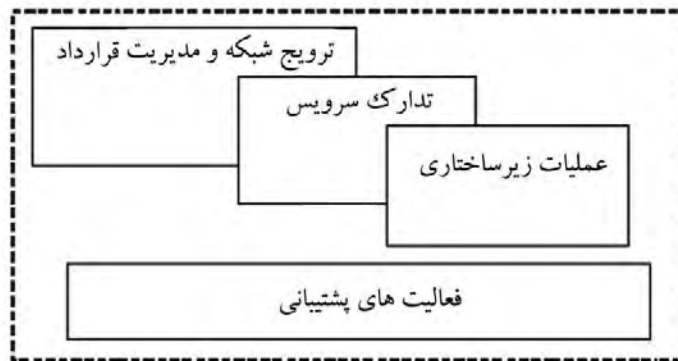 ترویج شبکه و مدیریت قرارداد
تدارک سرویس
عملیات زیرساختاری
فعالیت های پشتیبانی